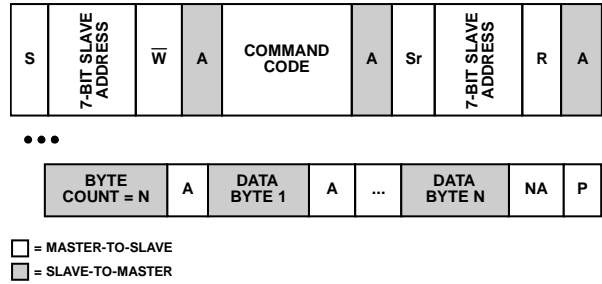 S
7-BIT SLAVE
ADDRESS
W̅
A
COMMAND
CODE
A
Sr
7-BIT SLAVE
ADDRESS
R
A
•••
BYTE
COUNT = N
A
DATA
BYTE 1
A
...
DATA
BYTE N
NA
P
= MASTER-TO-SLAVE
= SLAVE-TO-MASTER